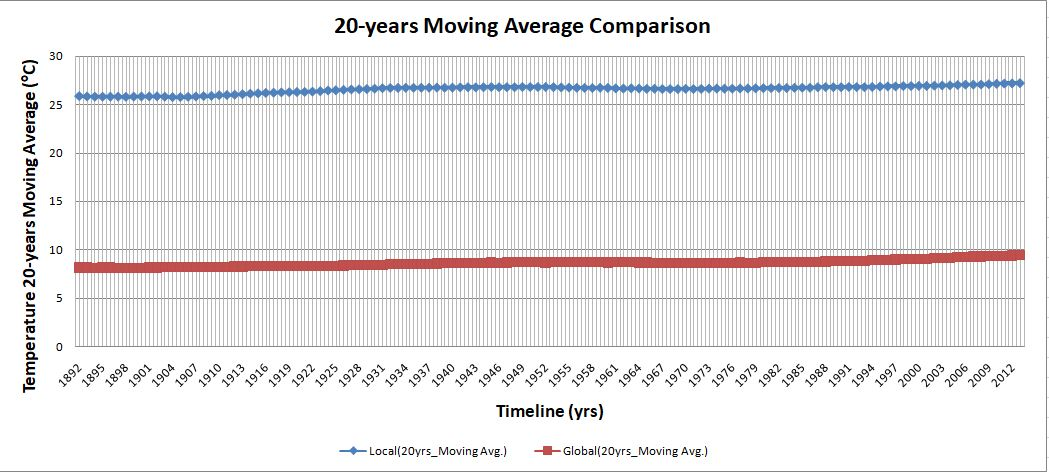 20-years Moving Average Comparison
Temperature 20-years Moving Average (°C)
30
25
20
15
10
5
0
1892 1895 1898 1901 1904 1907 1910 1913 1916 1919 1922 1925 1928 1931 1934 1937 1940 1943 1946 1949 1952 1955 1958 1961 1964 1967 1970 1973 1976 1979 1982 1985 1988 1991 1994 1997 2000 2003 2006 2009 2012
Timeline (yrs)
Local(20yrs_Moving Avg.) Global(20yrs_Moving Avg.)